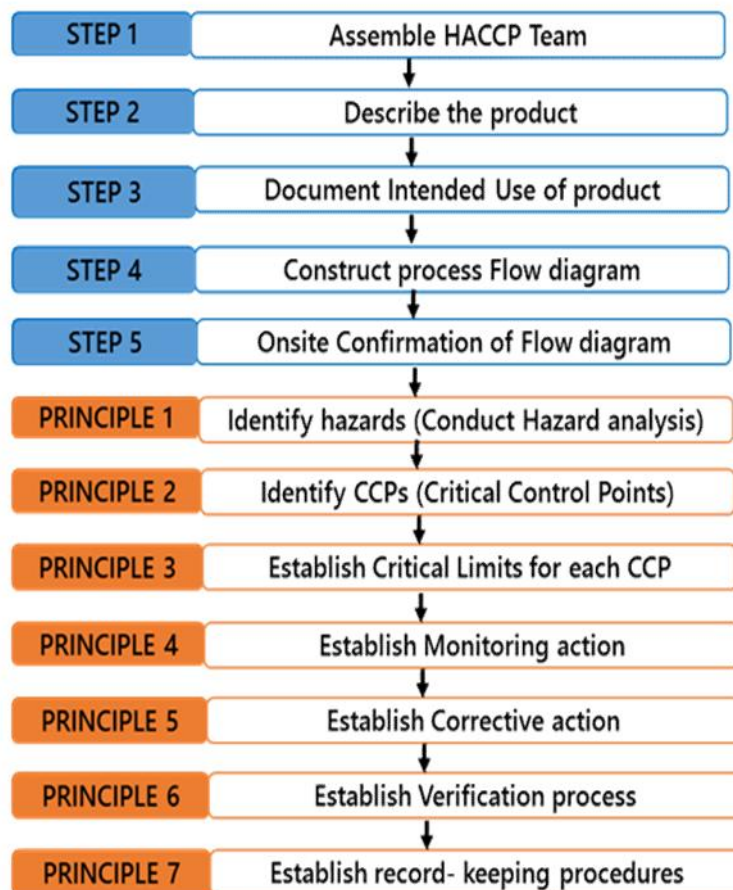 STEP 1 Assemble HACCP Team
STEP 2 Describe the product
STEP 3 Document Intended Use of product
STEP 4 Construct process Flow diagram
STEP 5 Onsite Confirmation of Flow diagram
PRINCIPLE 1 Identify hazards (Conduct Hazard analysis)
PRINCIPLE 2 Identify CCPs (Critical Control Points)
PRINCIPLE 3 Establish Critical Limits for each CCP
PRINCIPLE 4 Establish Monitoring action
PRINCIPLE 5 Establish Corrective action
PRINCIPLE 6 Establish Verification process
PRINCIPLE 7 Establish record- keeping procedures